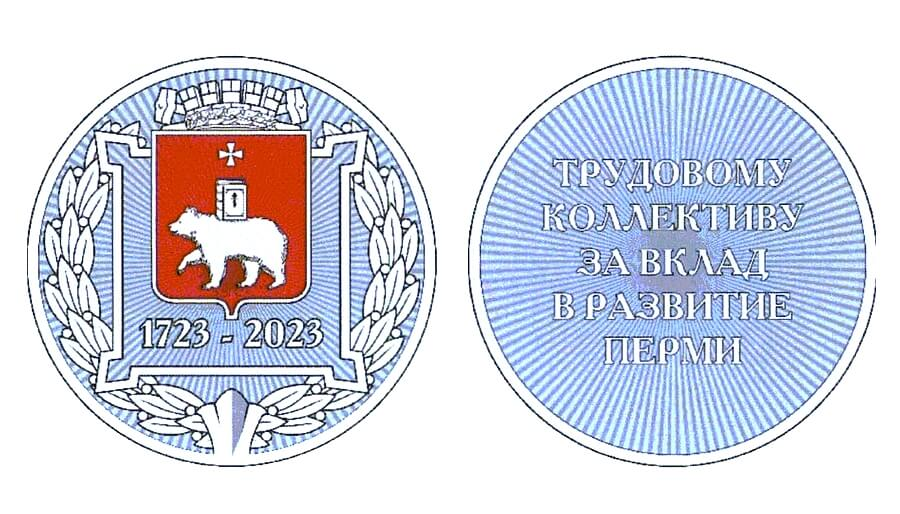 1723 - 2023
ТРУДОВОМУ
КОЛЛЕКТИВУ
ЗА ВКЛАД
В РАЗВИТИЕ
ПЕРМИ